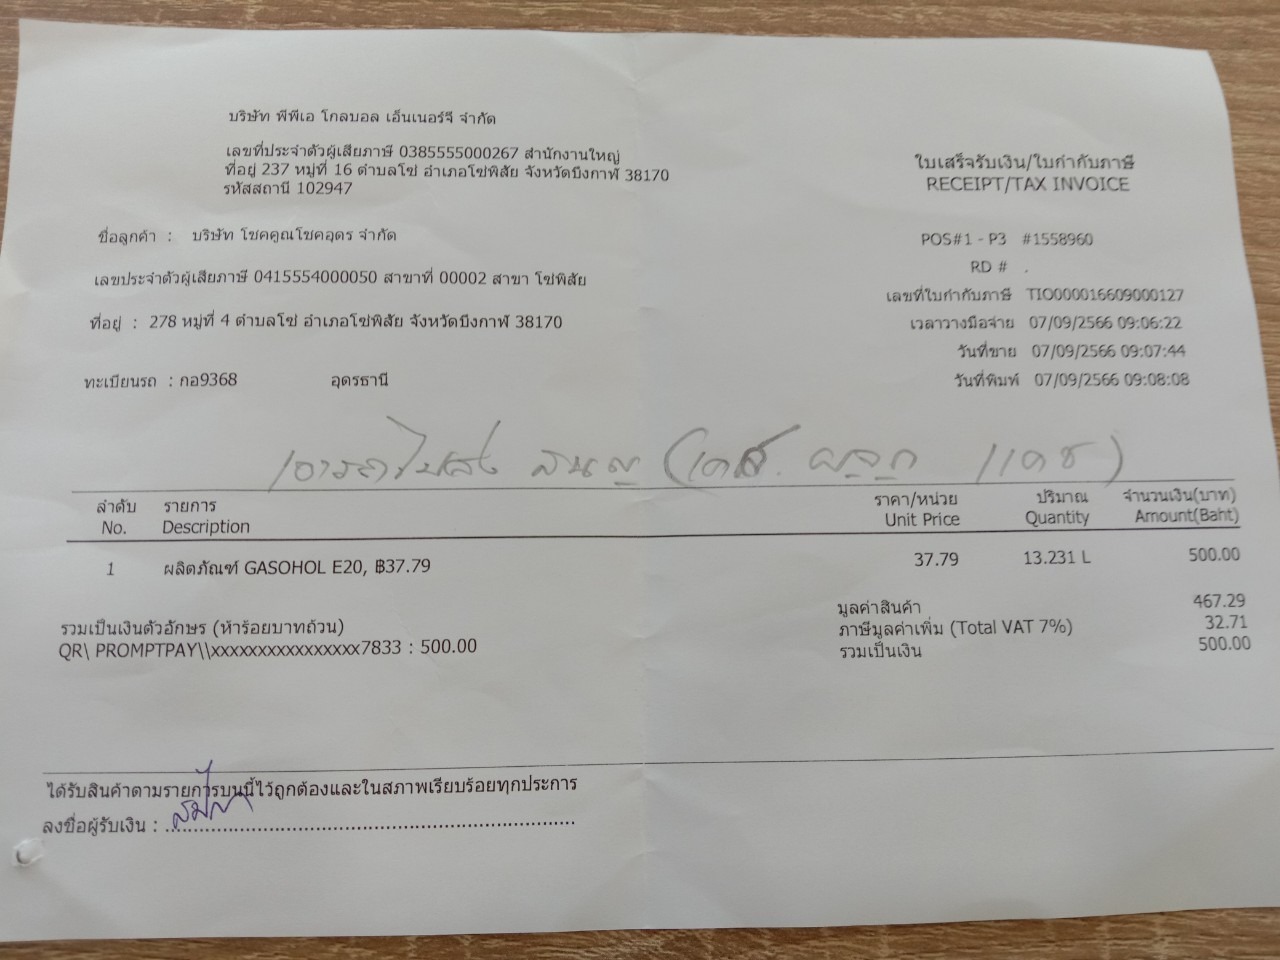 บริษัท พีพีเอ โกลบอล เอ็นเนอร์จี จำกัด
เลขที่ประจำตัวผู้เสียภาษี 0385555000267 สำนักงานใหญ่
ที่อยู่ 237 หมู่ที่ 16 ตำบลโซ่ อำเภอโซ่พิสัย จังหวัดบึงกาฬ 38170
รหัสสถานี 102947
ใบเสร็จรับเงิน/ใบกำกับภาษี
RECEIPT/TAX INVOICE
ชื่อลูกค้า : บริษัท โชคคูณโชคอุดร จำกัด
เลขประจำตัวผู้เสียภาษี 0415554000050 สาขาที่ 00002 สาขา โซ่พิสัย
ที่อยู่ : 278 หมู่ที่ 4 ตำบลโซ่ อำเภอโซ่พิสัย จังหวัดบึงกาฬ 38170
ทะเบียนรถ : กอ9368 อุดรธานี
POS#1 - P3 #1558960
RD # .
เลขที่ใบกำกับภาษี TIO000016609000127
เวลาวางมือจ่าย 07/09/2566 09:06:22
วันที่ขาย 07/09/2566 09:07:44
วันที่พิมพ์ 07/09/2566 09:08:08
ลำดับ รายการ ราคา/หน่วย ปริมาณ จำนวนเงิน(บาท)
No. Description Unit Price Quantity Amount(Baht)
1 ผลิตภัณฑ์ GASOHOL E20, ฿37.79 37.79 13.231 L 500.00
มูลค่าสินค้า 467.29
ภาษีมูลค่าเพิ่ม (Total VAT 7%) 32.71
รวมเป็นเงิน 500.00
รวมเป็นเงินตัวอักษร (ห้าร้อยบาทถ้วน)
QR\ PROMPTPAY\\xxxxxxxxxxxxxxxx7833 : 500.00
ได้รับสินค้าตามรายการบนนี้ไว้ถูกต้องและในสภาพเรียบร้อยทุกประการ
ลงชื่อผู้รับเงิน :